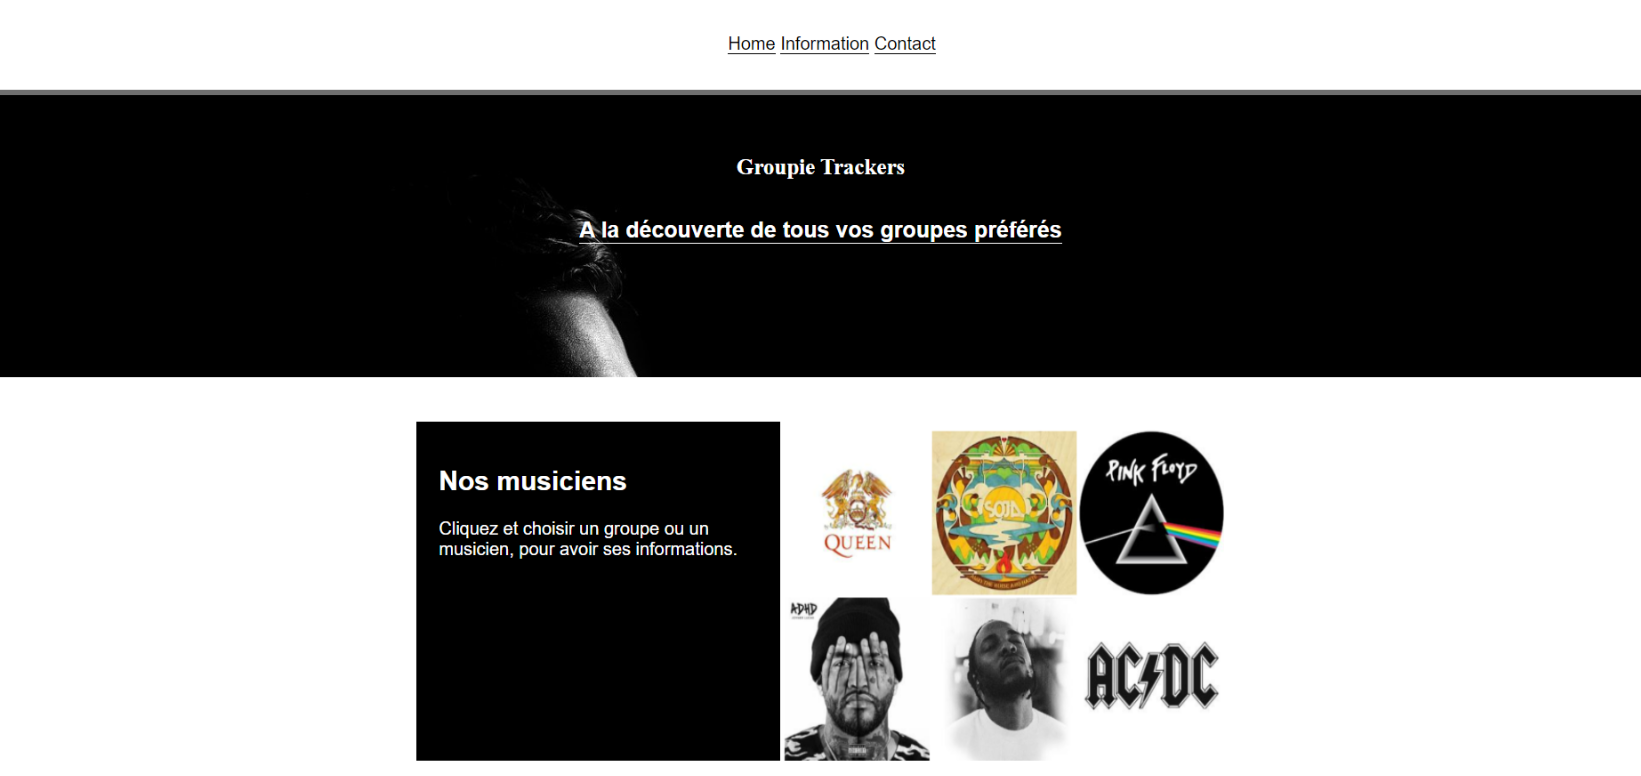 Home Information Contact
Groupie Trackers
A la découverte de tous vos groupes préférés
Nos musiciens
Cliquez et choisir un groupe ou un
musicien, pour avoir ses informations.
QUEEN
SOJA
PINK FLOYD
ADHD
AC DC